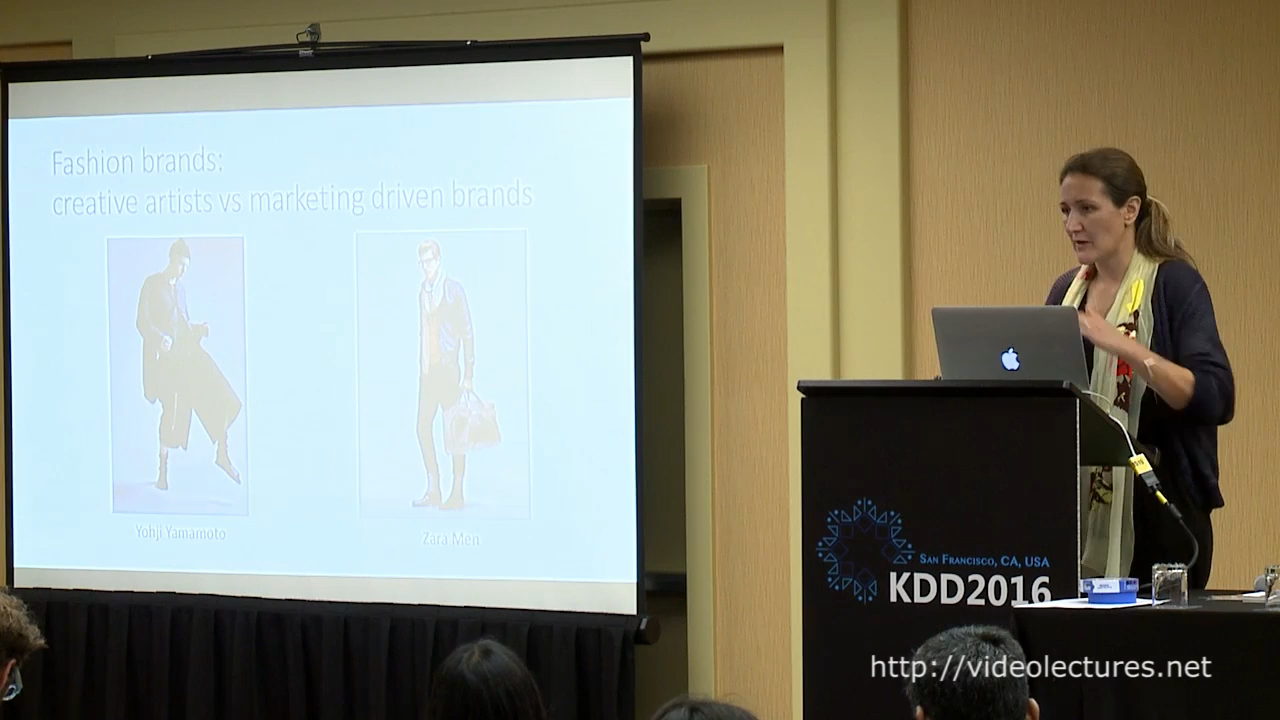 Fashion brands:
creative artists vs marketing driven brands
Yohji Yamamoto
Zara Men
San Francisco, CA, USA
KDD2016
http://videolectures.net